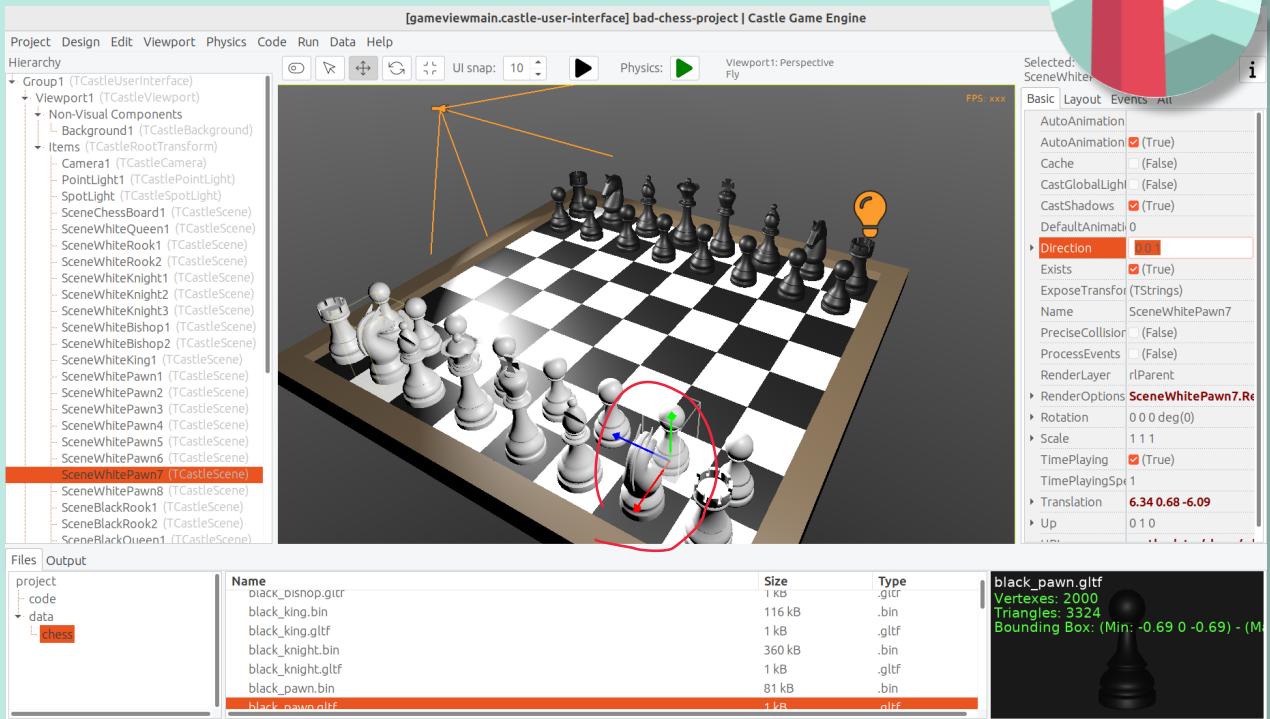 [gameviewmain.castle-user-interface] bad-chess-project | Castle Game Engine
Project Design Edit Viewport Physics Code Run Data Help
Hierarchy
Group1 (TCastleUserInterface)
Viewport1 (TCastleViewport)
Non-Visual Components
Background1 (TCastleBackground)
Items (TCastleRootTransform)
Camera1 (TCastleCamera)
PointLight1 (TCastlePointLight)
SpotLight (TCastleSpotLight)
SceneChessBoard1 (TCastleScene)
SceneWhiteQueen1 (TCastleScene)
SceneWhiteRook1 (TCastleScene)
SceneWhiteRook2 (TCastleScene)
SceneWhiteKnight1 (TCastleScene)
SceneWhiteKnight2 (TCastleScene)
SceneWhiteKnight3 (TCastleScene)
SceneWhiteBishop1 (TCastleScene)
SceneWhiteBishop2 (TCastleScene)
SceneWhiteKing1 (TCastleScene)
SceneWhitePawn1 (TCastleScene)
SceneWhitePawn2 (TCastleScene)
SceneWhitePawn3 (TCastleScene)
SceneWhitePawn4 (TCastleScene)
SceneWhitePawn5 (TCastleScene)
SceneWhitePawn6 (TCastleScene)
SceneWhitePawn7 (TCastleScene)
SceneWhitePawn8 (TCastleScene)
SceneBlackRook1 (TCastleScene)
SceneBlackRook2 (TCastleScene)
SceneBlackQueen1 (TCastleScene)
UI snap: 10
Physics:
Viewport1: Perspective
Fly
FPS: xxx
Selected:
SceneWhiteP
i
Basic Layout Events All
AutoAnimation
AutoAnimation (True)
Cache (False)
CastGlobalLigh (False)
CastShadows (True)
DefaultAnimati 0
Direction 0 0 1
Exists (True)
ExposeTransfor (TStrings)
Name SceneWhitePawn7
PreciseCollision (False)
ProcessEvents (False)
RenderLayer rlParent
RenderOptions SceneWhitePawn7.Re
Rotation 0 0 0 deg(0)
Scale 1 1 1
TimePlaying (True)
TimePlayingSpe 1
Translation 6.34 0.68 -6.09
Up 0 1 0
Files Output
project
code
data
chess
Name Size Type
black_bishop.gltf 1 kB .gltf
black_king.bin 116 kB .bin
black_king.gltf 1 kB .gltf
black_knight.bin 360 kB .bin
black_knight.gltf 1 kB .gltf
black_pawn.bin 81 kB .bin
black_pawn.gltf 1 kB .gltf
black_pawn.gltf
Vertexes: 2000
Triangles: 3324
Bounding Box: (Min: -0.69 0 -0.69) - (Ma